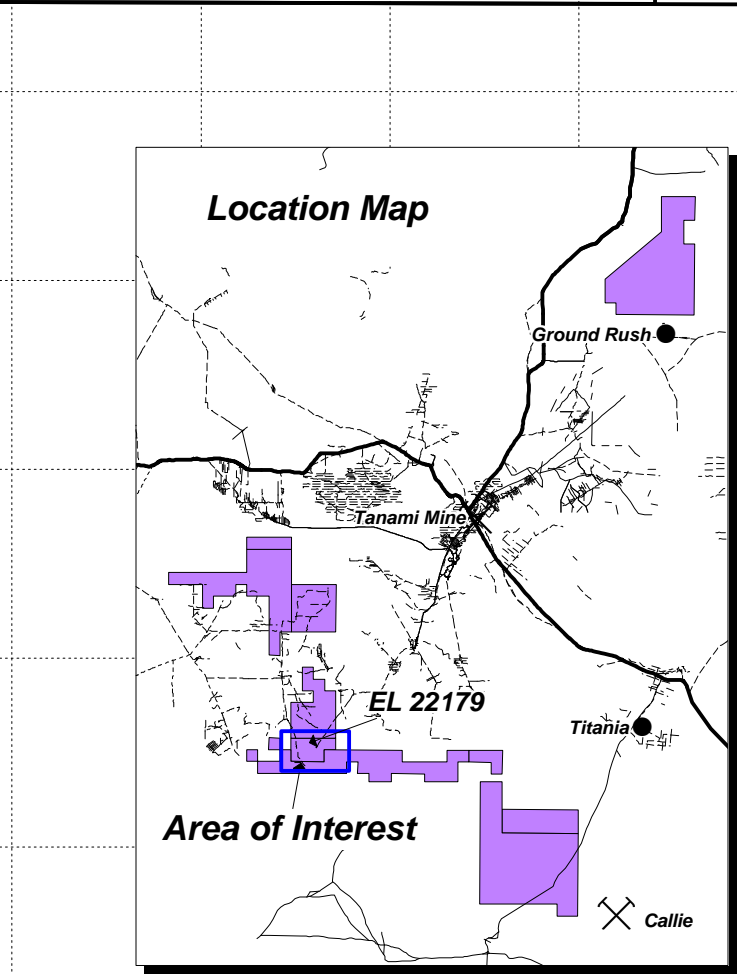 Location Map
Ground Rush
Tanami Mine
EL 22179
Titania
Area of Interest
Callie